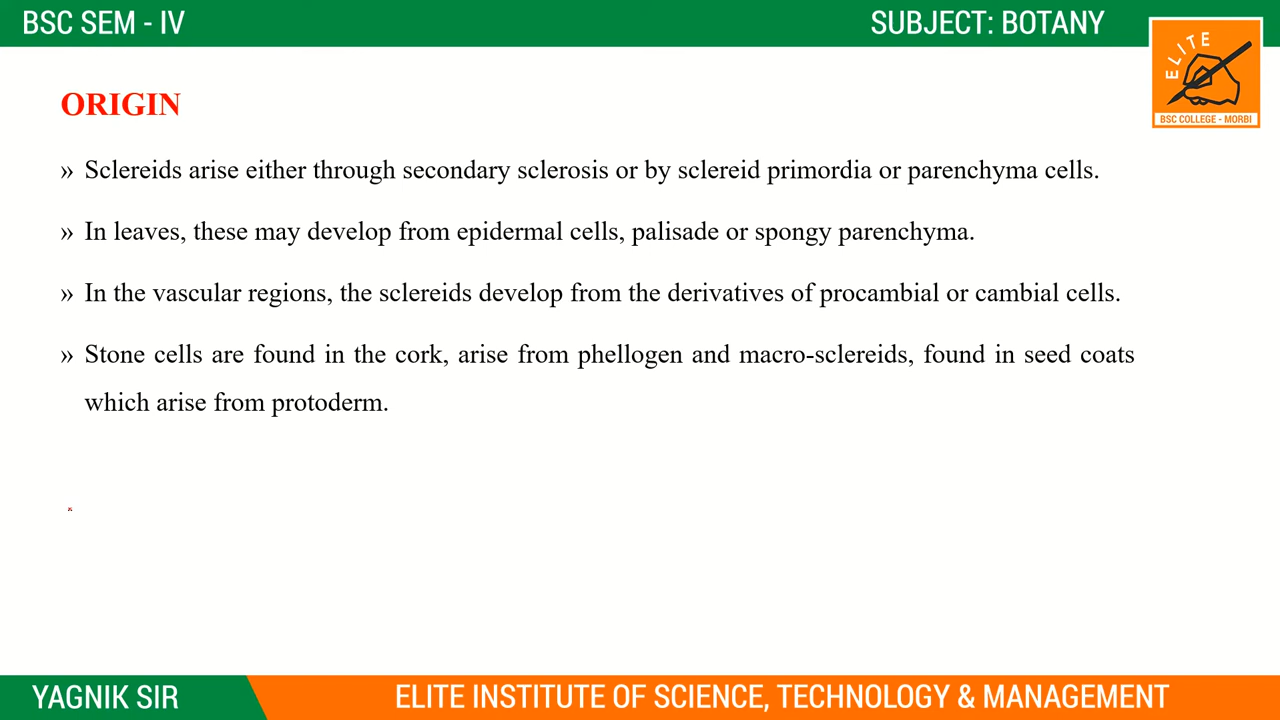 BSC SEM - IV
SUBJECT: BOTANY
ELITE
BSC COLLEGE - MORBI
ORIGIN
» Sclereids arise either through secondary sclerosis or by sclereid primordia or parenchyma cells.
» In leaves, these may develop from epidermal cells, palisade or spongy parenchyma.
» In the vascular regions, the sclereids develop from the derivatives of procambial or cambial cells.
» Stone cells are found in the cork, arise from phellogen and macro-sclereids, found in seed coats
which arise from protoderm.
YAGNIK SIR
ELITE INSTITUTE OF SCIENCE, TECHNOLOGY & MANAGEMENT